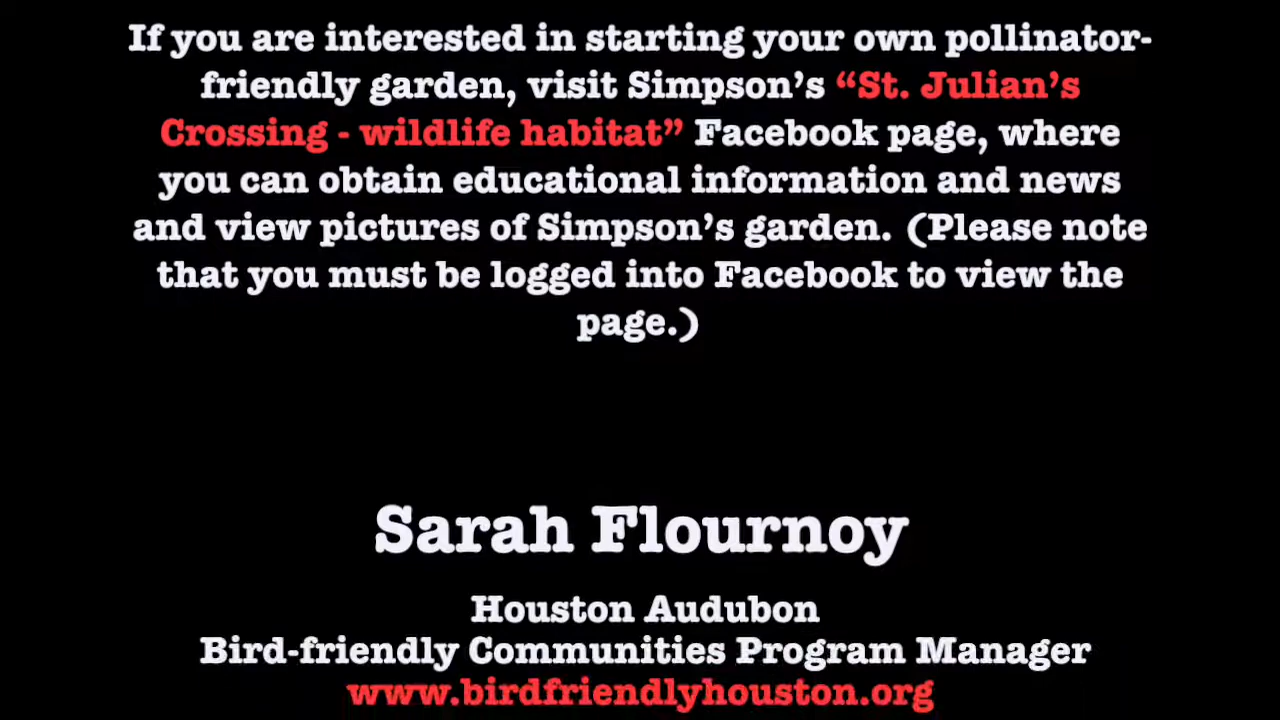 If you are interested in starting your own pollinator-
friendly garden, visit Simpson’s “St. Julian’s
Crossing - wildlife habitat” Facebook page, where
you can obtain educational information and news
and view pictures of Simpson’s garden. (Please note
that you must be logged into Facebook to view the
page.)
Sarah Flournoy
Houston Audubon
Bird-friendly Communities Program Manager
www.birdfriendlyhouston.org